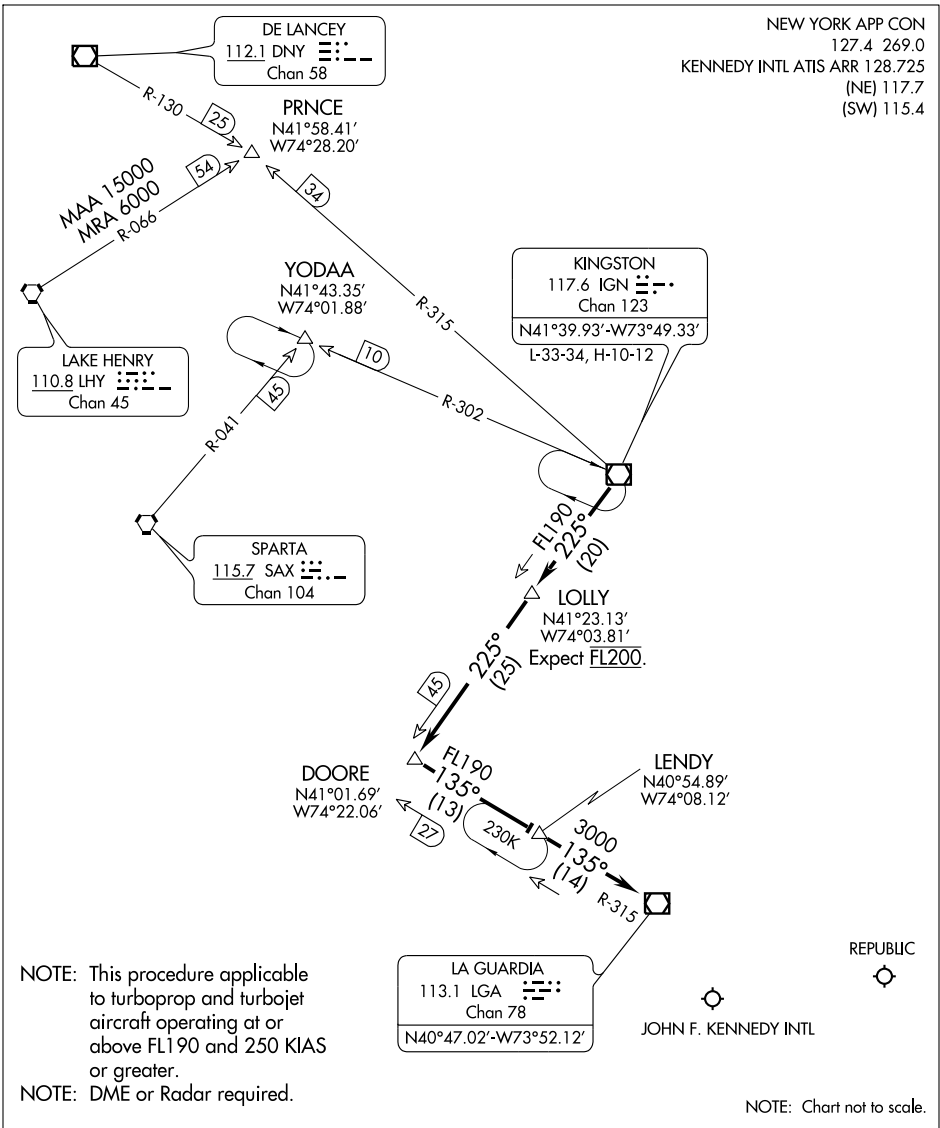 DE LANCEY
112.1 DNY
Chan 58
NEW YORK APP CON
127.4 269.0
KENNEDY INTL ATIS ARR 128.725
(NE) 117.7
(SW) 115.4
R-130
25
PRNCE
N41°58.41'
W74°28.20'
MAA 15000
MRA 6000
54
R-066
34
R-315
YODAA
N41°43.35'
W74°01.88'
KINGSTON
117.6 IGN
Chan 123
N41°39.93'-W73°49.33'
L-33-34, H-10-12
LAKE HENRY
110.8 LHY
Chan 45
10
R-302
45
R-041
SPARTA
115.7 SAX
Chan 104
FL190
225°
(20)
LOLLY
N41°23.13'
W74°03.81'
Expect FL200.
225°
(25)
45
DOORE
N41°01.69'
W74°22.06'
27
FL190
135°
(13)
230K
LENDY
N40°54.89'
W74°08.12'
3000
135°
(14)
R-315
LA GUARDIA
113.1 LGA
Chan 78
N40°47.02'-W73°52.12'
REPUBLIC
JOHN F. KENNEDY INTL
NOTE: This procedure applicable
to turboprop and turbojet
aircraft operating at or
above FL190 and 250 KIAS
or greater.
NOTE: DME or Radar required.
NOTE: Chart not to scale.